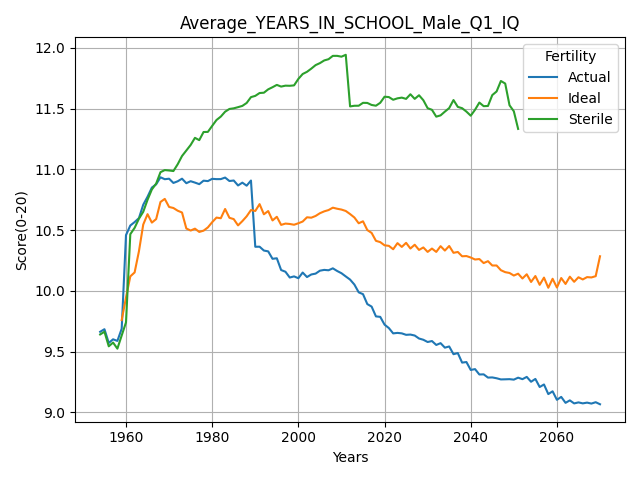 Average_YEARS_IN_SCHOOL_Male_Q1_IQ
Fertility
Actual
Ideal
Sterile
Score(0-20)
12.0
11.5
11.0
10.5
10.0
9.5
9.0
1960 1980 2000 2020 2040 2060
Years